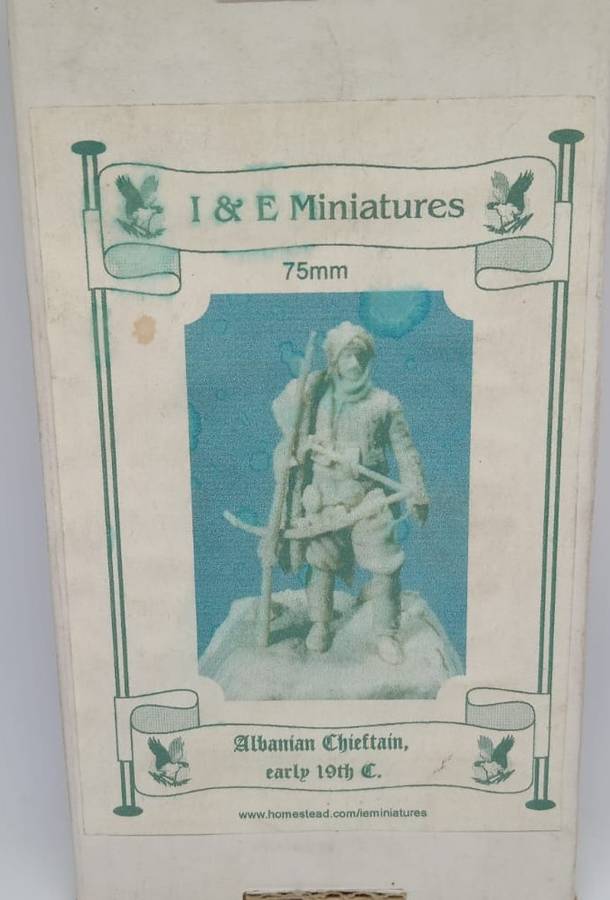 I & E Miniatures
75mm
Albanian Chieftain,
early 19th C.
www.homestead.com/ieminiatures